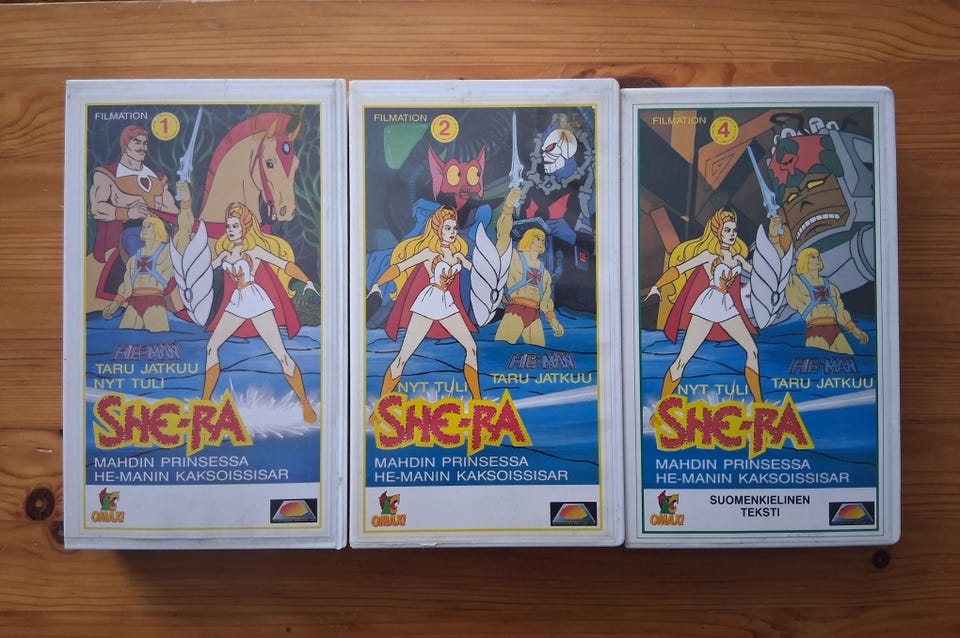 FILMATION
1
HE-MAN
TARU JATKUU
NYT TULI
SHE-RA
MAHDIN PRINSESSA
HE-MANIN KAKSOISSISAR
OMAXI
FILMATION
2
HE-MAN
NYT TULI
TARU JATKUU
SHE-RA
MAHDIN PRINSESSA
HE-MANIN KAKSOISSISAR
OMAXI
FILMATION
4
HE-MAN
NYT TULI
TARU JATKUU
SHE-RA
MAHDIN PRINSESSA
HE-MANIN KAKSOISSISAR
OMAXI
SUOMENKIELINEN
TEKSTI